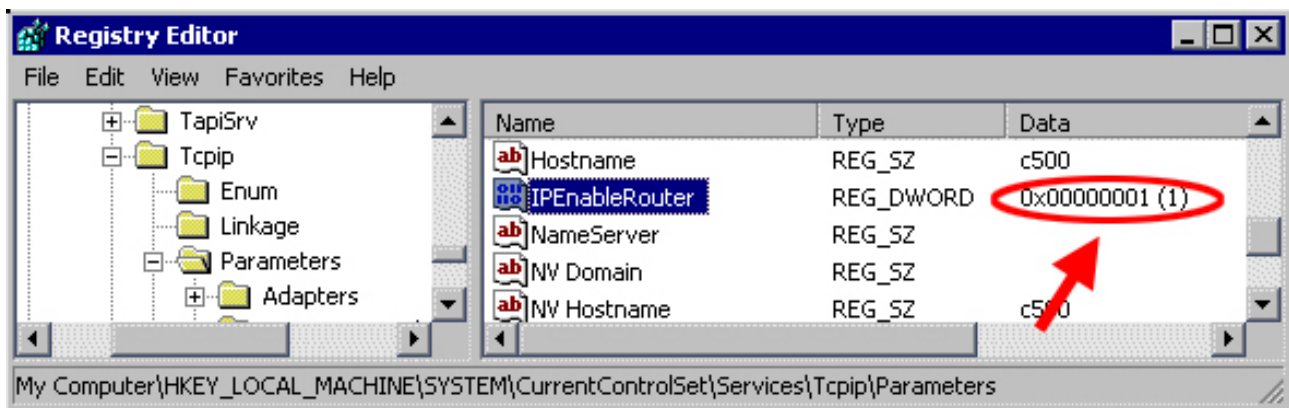 Registry Editor
File Edit View Favorites Help
TapiSrv
Tcpip
Enum
Linkage
Parameters
Adapters
Name Type Data
Hostname REG_SZ c500
IPEnableRouter REG_DWORD 0x00000001 (1)
NameServer REG_SZ
NV Domain REG_SZ
NV Hostname REG_SZ c500
My Computer\HKEY_LOCAL_MACHINE\SYSTEM\CurrentControlSet\Services\Tcpip\Parameters